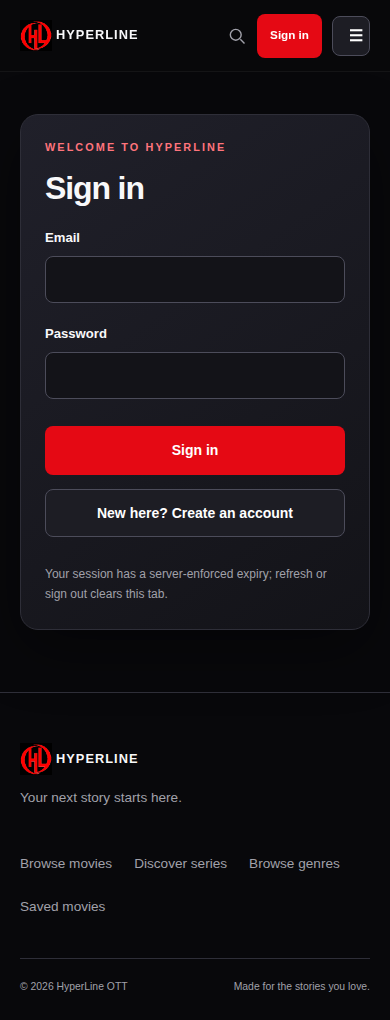 HL HYPERLINE
Sign in
WELCOME TO HYPERLINE
Sign in
Email
Password
Sign in
New here? Create an account
Your session has a server-enforced expiry; refresh or
sign out clears this tab.
HL HYPERLINE
Your next story starts here.
Browse movies Discover series Browse genres
Saved movies
© 2026 HyperLine OTT Made for the stories you love.